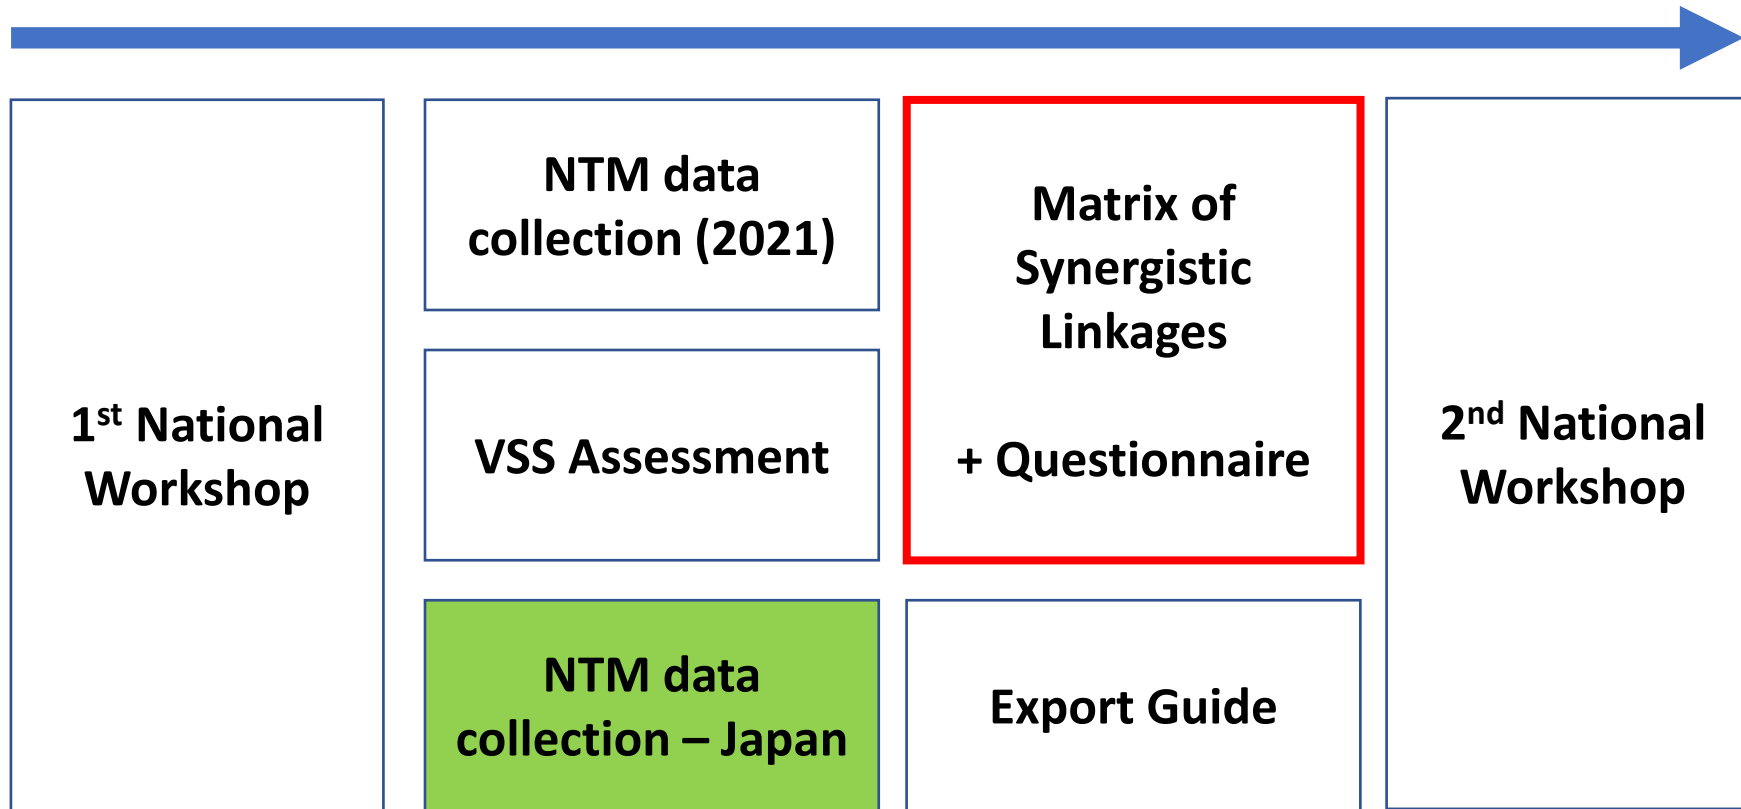 1st National
Workshop
NTM data
collection (2021)
VSS Assessment
NTM data
collection – Japan
Matrix of
Synergistic
Linkages
+ Questionnaire
Export Guide
2nd National
Workshop